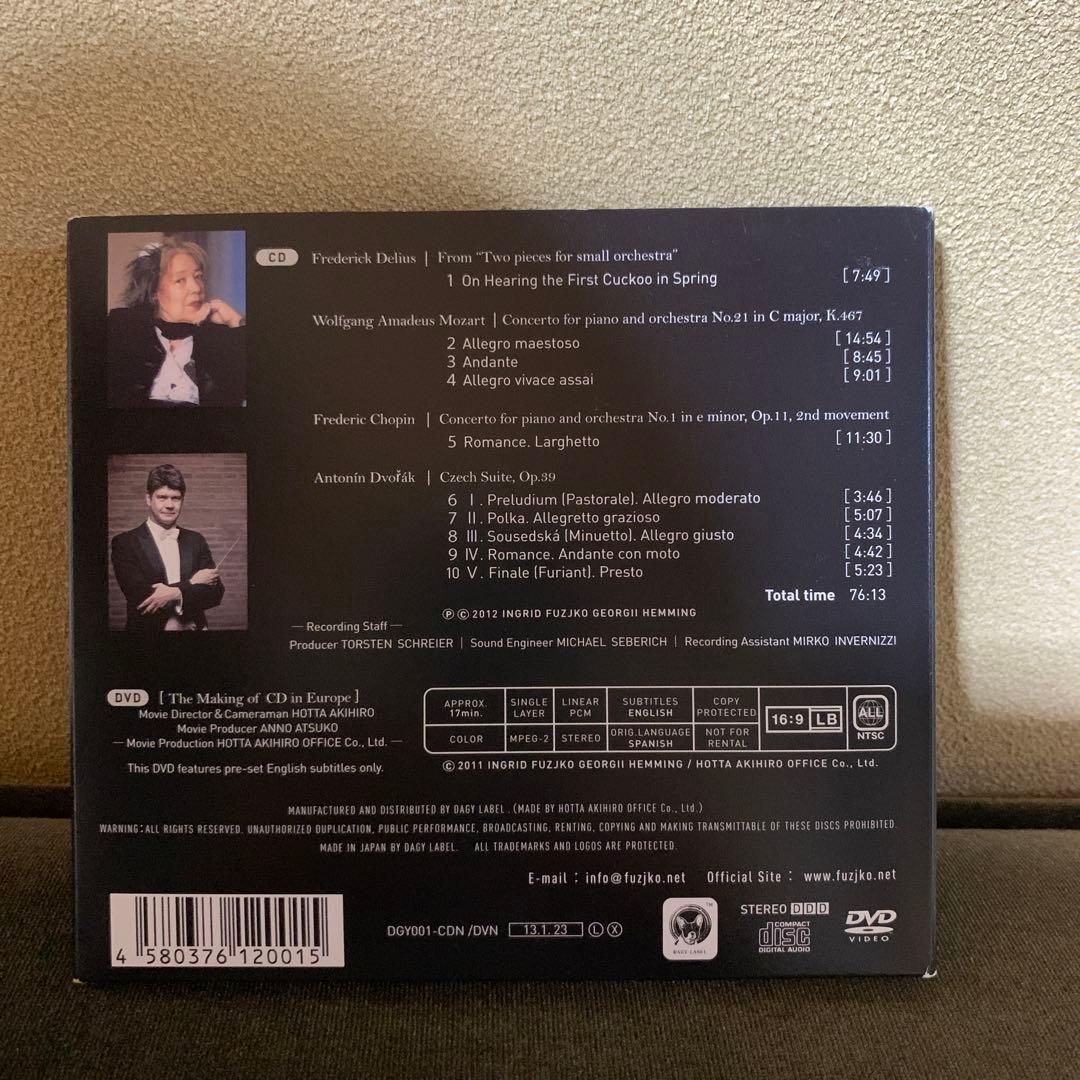 CD Frederick Delius | From "Two pieces for small orchestra"
1 On Hearing the First Cuckoo in Spring [7:49]
Wolfgang Amadeus Mozart | Concerto for piano and orchestra No.21 in C major, K.467
2 Allegro maestoso [14:54]
3 Andante [8:45]
4 Allegro vivace assai [9:01]
Frederic Chopin | Concerto for piano and orchestra No.1 in e minor, Op.11, 2nd movement
5 Romance. Larghetto [11:30]
Antonín Dvořák | Czech Suite, Op.39
6 I. Preludium (Pastorale). Allegro moderato [3:46]
7 II. Polka. Allegretto grazioso [5:07]
8 III. Sousedská (Minuetto). Allegro giusto [4:34]
9 IV. Romance. Andante con moto [4:42]
10 V. Finale (Furiant). Presto [5:23]
Total time 76:13
℗ © 2012 INGRID FUZJKO GEORGII HEMMING
— Recording Staff —
Producer TORSTEN SCHREIER | Sound Engineer MICHAEL SEBERICH | Recording Assistant MIRKO INVERNIZZI
DVD [ The Making of CD in Europe ]
Movie Director & Cameraman HOTTA AKIHIRO
Movie Producer ANNO ATSUKO
— Movie Production HOTTA AKIHIRO OFFICE Co., Ltd. —
This DVD features pre-set English subtitles only.
APPROX. 17min. SINGLE LAYER LINEAR PCM SUBTITLES ENGLISH COPY PROTECTED 16:9 LB ALL NTSC
COLOR MPEG-2 STEREO ORIG.LANGUAGE SPANISH NOT FOR RENTAL
© 2011 INGRID FUZJKO GEORGII HEMMING / HOTTA AKIHIRO OFFICE Co., Ltd.
MANUFACTURED AND DISTRIBUTED BY DAGY LABEL. (MADE BY HOTTA AKIHIRO OFFICE Co., Ltd.)
WARNING: ALL RIGHTS RESERVED. UNAUTHORIZED DUPLICATION, PUBLIC PERFORMANCE, BROADCASTING, RENTING, COPYING AND MAKING TRANSMITTABLE OF THESE DISCS PROHIBITED.
MADE IN JAPAN BY DAGY LABEL. ALL TRADEMARKS AND LOGOS ARE PROTECTED.
E-mail : info@fuzjko.net Official Site : www.fuzjko.net
4 580376 120015
DGY001-CDN /DVN 13.1.23 Ⓛ Ⓧ
DAGY LABEL TM
STEREO DDD
COMPACT disc DIGITAL AUDIO
DVD VIDEO